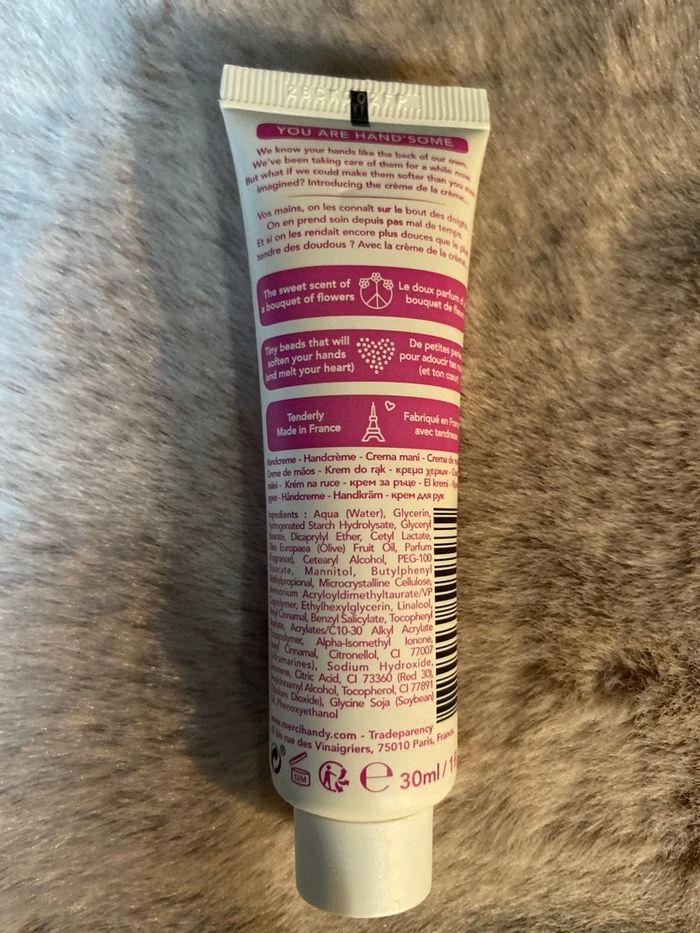 YOU ARE HAND'SOME
We know your hands like the back of our own.
We've been taking care of them for a while now.
But what if we could make them softer than you ever
imagined? Introducing the crème de la crème...
Vos mains, on les connaît sur le bout des doigts.
On en prend soin depuis pas mal de temps.
Et si on les rendait encore plus douces que le plus
tendre des doudous ? Avec la crème de la crème
The sweet scent of
a bouquet of flowers
Le doux parfum d'
bouquet de
Tiny beads that will
soften your hands
(and melt your heart)
De petites
pour adoucir tes
(et ton cœur)
Tenderly
Made in France
Fabriqué en
avec
Handcreme - Handcrème - Crema mani - Crema de
Creme de mãos - Krem do rąk - κρεμα χεριων -
mâini - Krém na ruce - крем за ръце - El kremi -
руке - Håndcreme - Handkräm - крем для рук
Ingredients : Aqua (Water), Glycerin,
Hydrogenated Starch Hydrolysate, Glyceryl
Stearate, Dicaprylyl Ether, Cetyl Lactate,
Olea Europaea (Olive) Fruit Oil, Parfum
(Fragrance), Cetearyl Alcohol, PEG-100
Stearate, Mannitol, Butylphenyl
Methylpropional, Microcrystalline Cellulose,
Ammonium Acryloyldimethyltaurate/VP
Copolymer, Ethylhexylglycerin, Linalool,
Hexyl Cinnamal, Benzyl Salicylate, Tocopheryl
Acetate, Acrylates/C10-30 Alkyl Acrylate
Crosspolymer, Alpha-Isomethyl Ionone,
Cinnamal, Citronellol, CI 77007
(Ultramarines), Sodium Hydroxide,
Limonene, Citric Acid, CI 73360 (Red 30),
Amylcinnamyl Alcohol, Tocopherol, CI 77891
(Titanium Dioxide), Glycine Soja (Soybean)
Oil, Phenoxyethanol
www.mercihandy.com - Tradeparency
bis rue des Vinaigriers, 75010 Paris, France
12M
e 30ml / 1